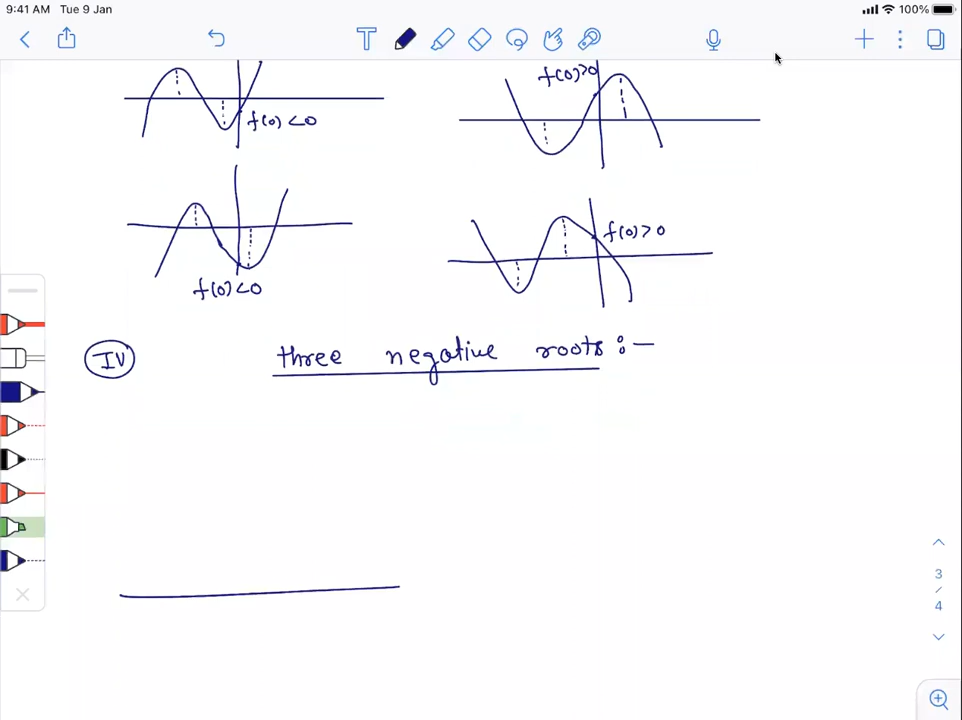 9:41 AM Tue 9 Jan
100%
T
f(0)<0
f(0)>0
f(0)<0
f(0)>0
IV three negative roots :-
3
/
4